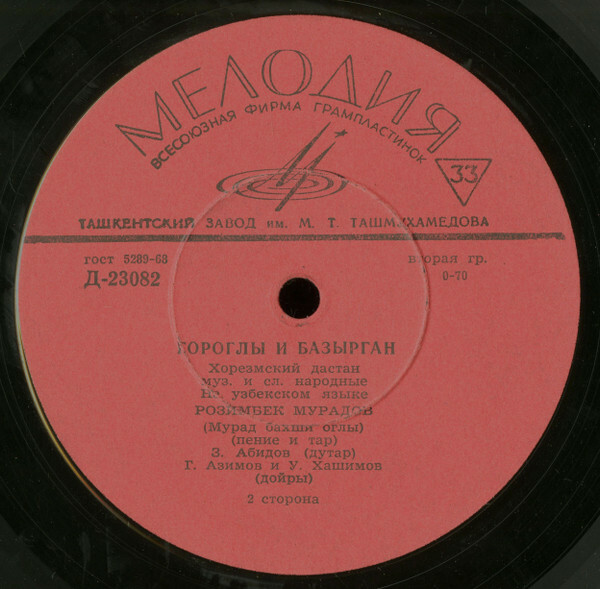 МЕЛОДИЯ
ВСЕСОЮЗНАЯ ФИРМА ГРАМПЛАСТИНОК
33
ТАШКЕНТСКИЙ ЗАВОД им. М. Т. ТАШМУХАМЕДОВА
гост 5289-68
вторая гр.
Д-23082
0-70
ГОРОГЛЫ И БАЗЫРГАН
Хорезмский дастан
муз. и сл. народные
На узбекском языке
РОЗИМБЕК МУРАДОВ
(Мурад бахши оглы)
(пение и тар)
З. Абидов (дутар)
Г. Азимов и У. Хашимов
(дойры)
2 сторона